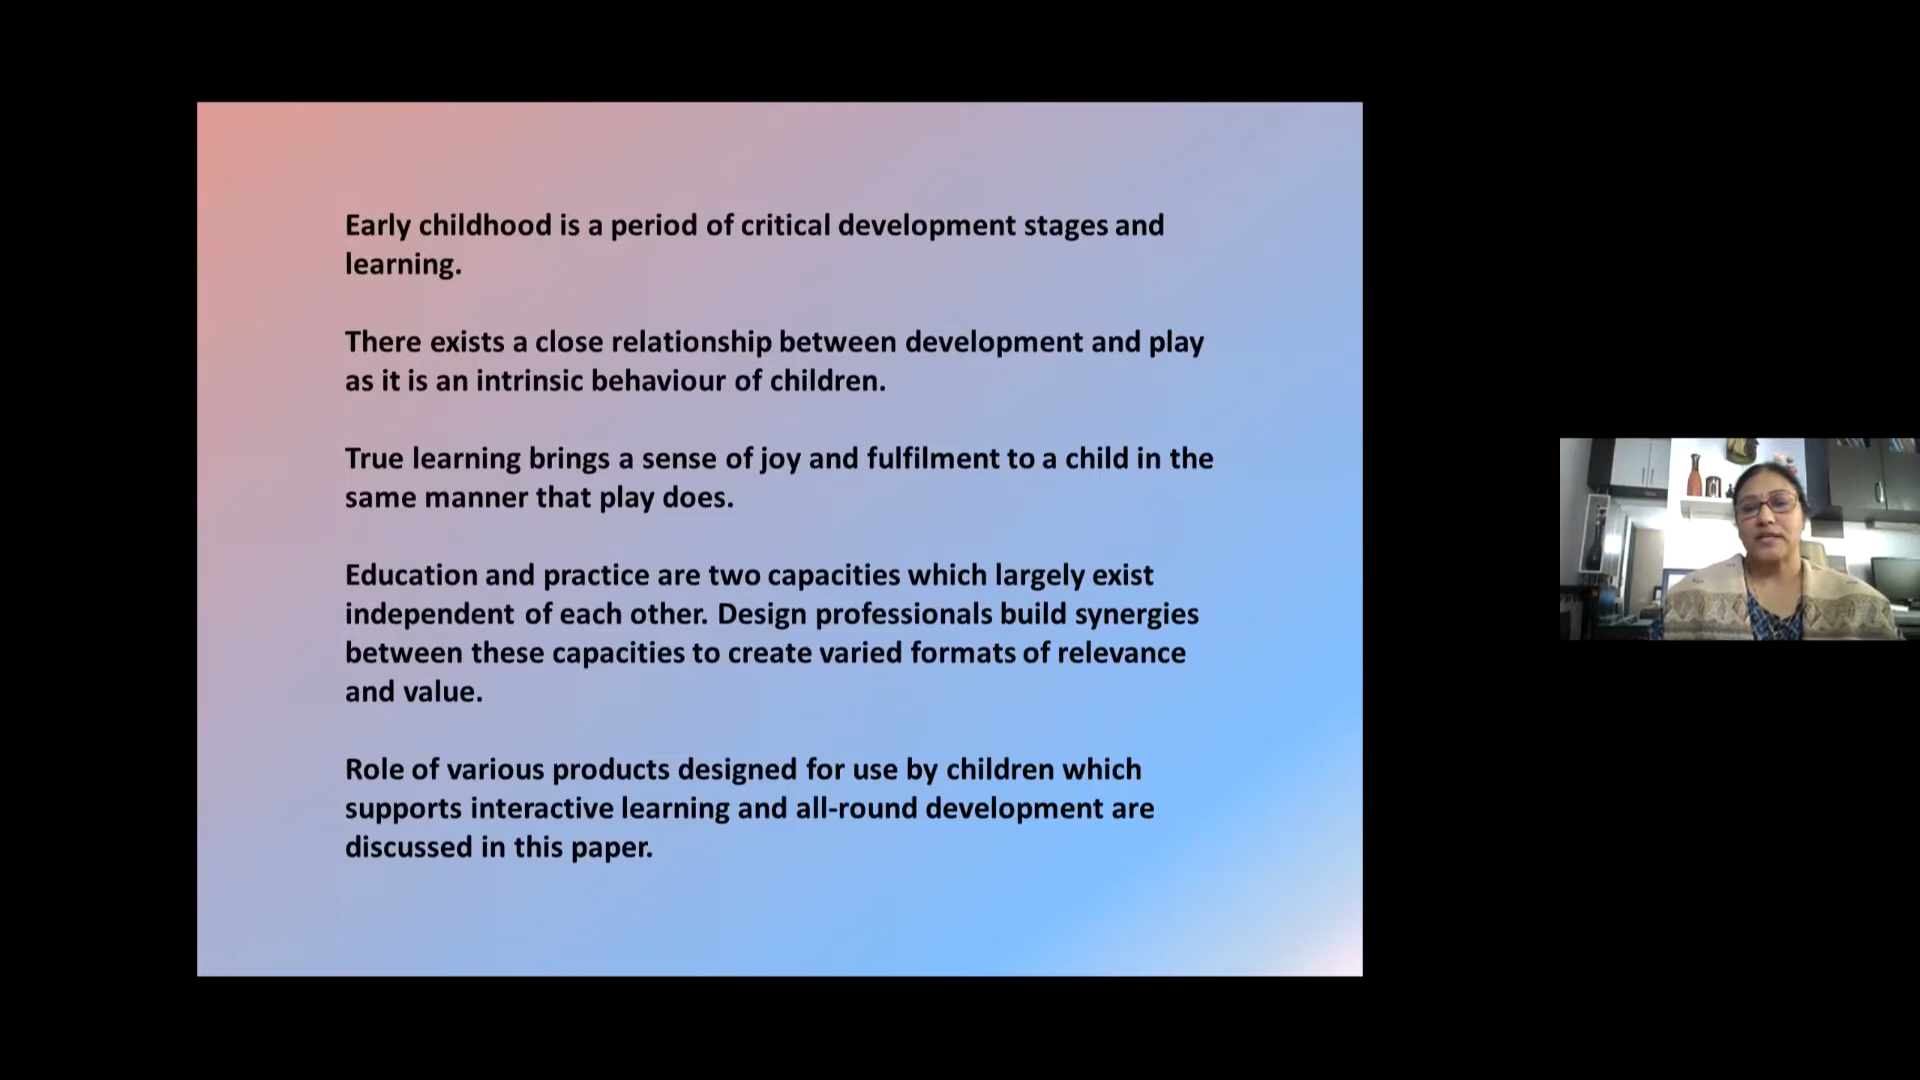 Early childhood is a period of critical development stages and
learning.
There exists a close relationship between development and play
as it is an intrinsic behaviour of children.
True learning brings a sense of joy and fulfilment to a child in the
same manner that play does.
Education and practice are two capacities which largely exist
independent of each other. Design professionals build synergies
between these capacities to create varied formats of relevance
and value.
Role of various products designed for use by children which
supports interactive learning and all-round development are
discussed in this paper.